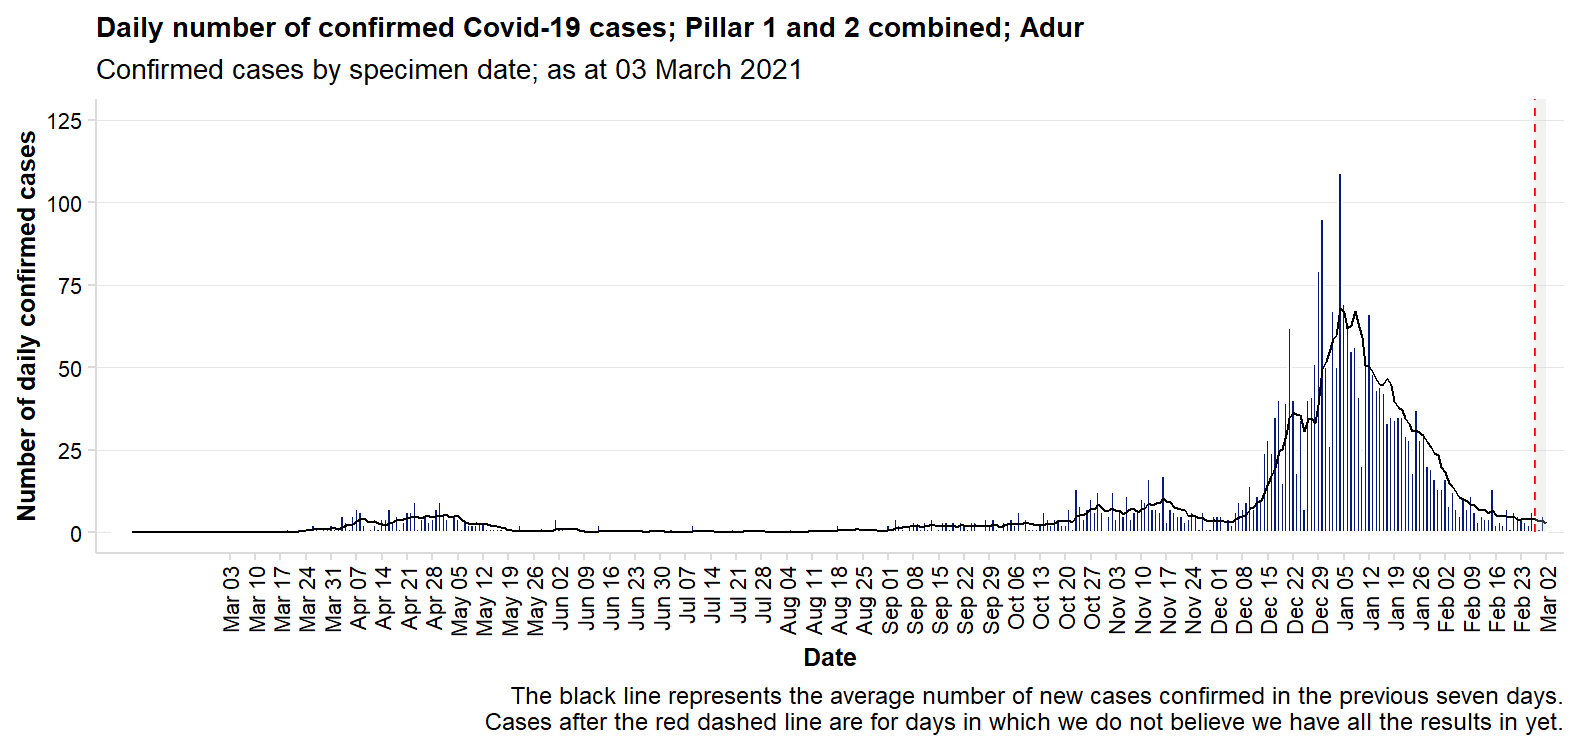 Daily number of confirmed Covid-19 cases; Pillar 1 and 2 combined; Adur
Confirmed cases by specimen date; as at 03 March 2021
Number of daily confirmed cases
125
100
75
50
25
0
Mar 03
Mar 10
Mar 17
Mar 24
Mar 31
Apr 07
Apr 14
Apr 21
Apr 28
May 05
May 12
May 19
May 26
Jun 02
Jun 09
Jun 16
Jun 23
Jun 30
Jul 07
Jul 14
Jul 21
Jul 28
Aug 04
Aug 11
Aug 18
Aug 25
Sep 01
Sep 08
Sep 15
Sep 22
Sep 29
Oct 06
Oct 13
Oct 20
Oct 27
Nov 03
Nov 10
Nov 17
Nov 24
Dec 01
Dec 08
Dec 15
Dec 22
Dec 29
Jan 05
Jan 12
Jan 19
Jan 26
Feb 02
Feb 09
Feb 16
Feb 23
Mar 02
Date
The black line represents the average number of new cases confirmed in the previous seven days.
Cases after the red dashed line are for days in which we do not believe we have all the results in yet.